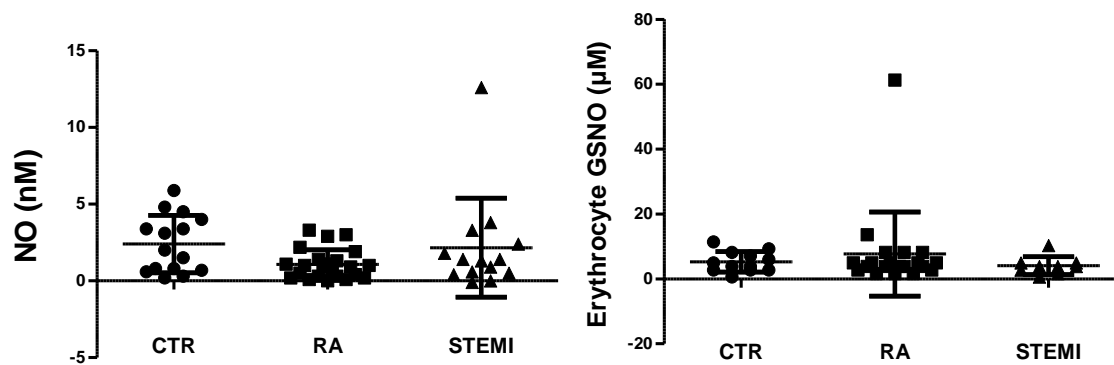 NO (nM)
15
10
5
0
-5
CTR RA STEMI
Erythrocyte GSNO (µM)
80
60
40
20
0
-20
CTR RA STEMI